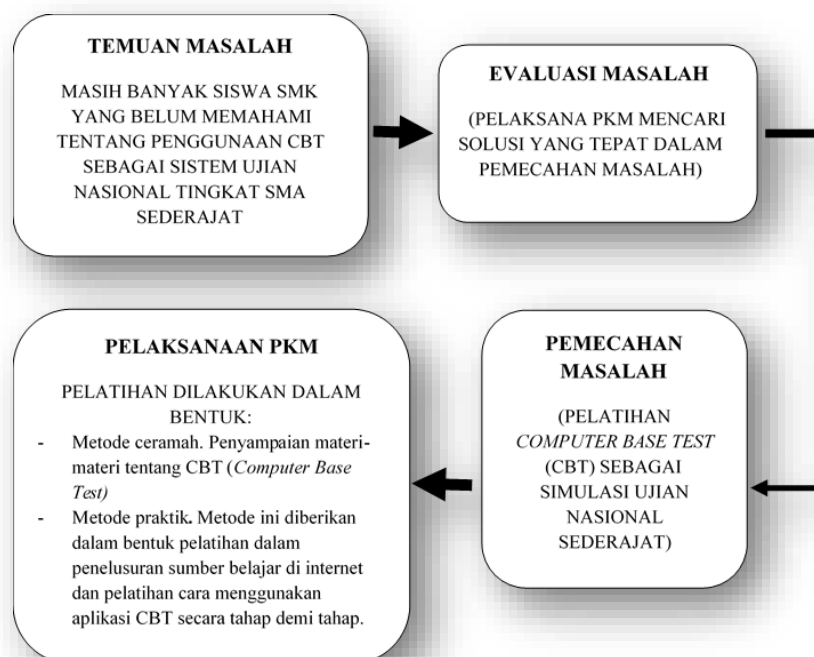 TEMUAN MASALAH
MASIH BANYAK SISWA SMK
YANG BELUM MEMAHAMI
TENTANG PENGGUNAAN CBT
SEBAGAI SISTEM UJIAN
NASIONAL TINGKAT SMA
SEDERAJAT
EVALUASI MASALAH
(PELAKSANA PKM MENCARI
SOLUSI YANG TEPAT DALAM
PEMECAHAN MASALAH)
PEMECAHAN
MASALAH
(PELATIHAN
COMPUTER BASE TEST
(CBT) SEBAGAI
SIMULASI UJIAN
NASIONAL
SEDERAJAT)
PELAKSANAAN PKM
PELATIHAN DILAKUKAN DALAM
BENTUK:
- Metode ceramah. Penyampaian materi-
materi tentang CBT (Computer Base
Test)
- Metode praktik. Metode ini diberikan
dalam bentuk pelatihan dalam
penelusuran sumber belajar di internet
dan pelatihan cara menggunakan
aplikasi CBT secara tahap demi tahap.